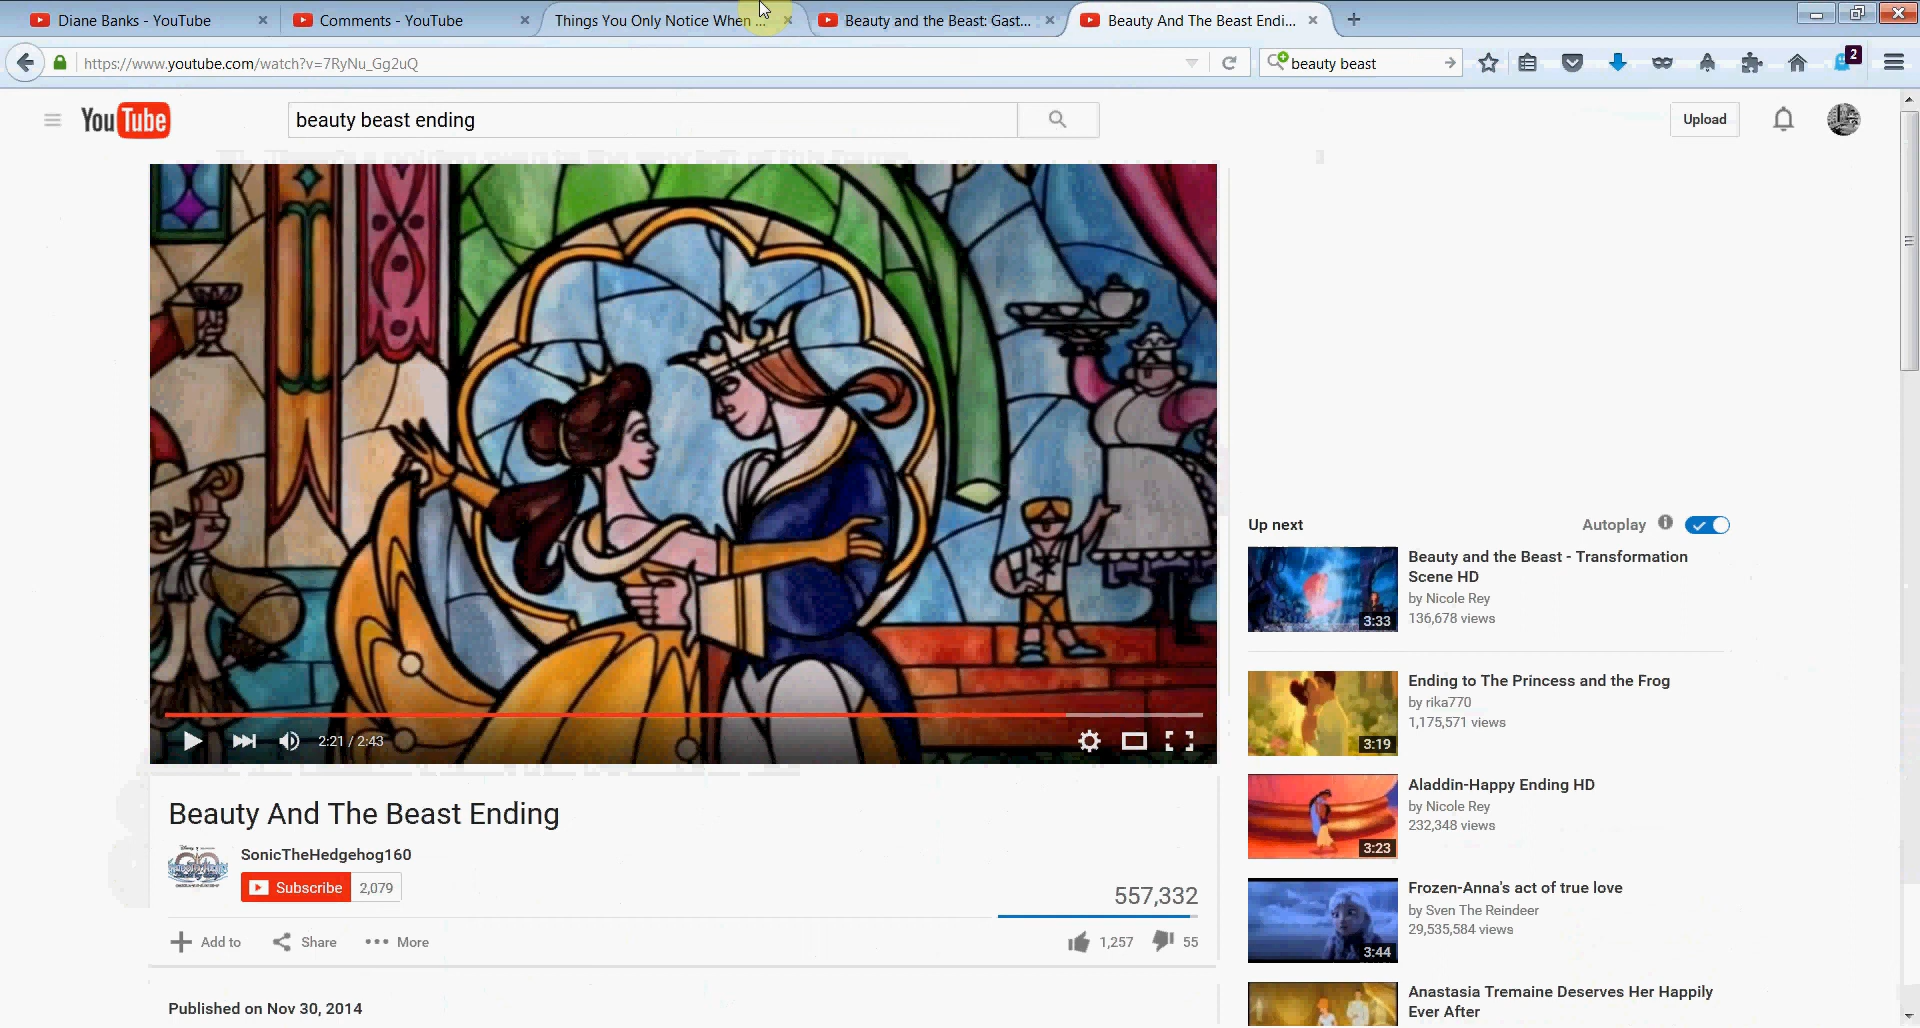 Diane Banks - YouTube
Comments - YouTube
Things You Only Notice When ...
Beauty and the Beast: Gast...
Beauty And The Beast Endi...
https://www.youtube.com/watch?v=7RyNu_Gg2uQ
beauty beast
2
YouTube
beauty beast ending
Upload
2:21 / 2:43
Up next
Autoplay
Beauty and the Beast - Transformation
Scene HD
by Nicole Rey
136,678 views
3:33
Ending to The Princess and the Frog
by rika770
1,175,571 views
3:19
Aladdin-Happy Ending HD
by Nicole Rey
232,348 views
3:23
Frozen-Anna's act of true love
by Sven The Reindeer
29,535,584 views
3:44
Anastasia Tremaine Deserves Her Happily
Ever After
Beauty And The Beast Ending
SonicTheHedgehog160
Subscribe 2,079
557,332
Add to
Share
More
1,257
55
Published on Nov 30, 2014